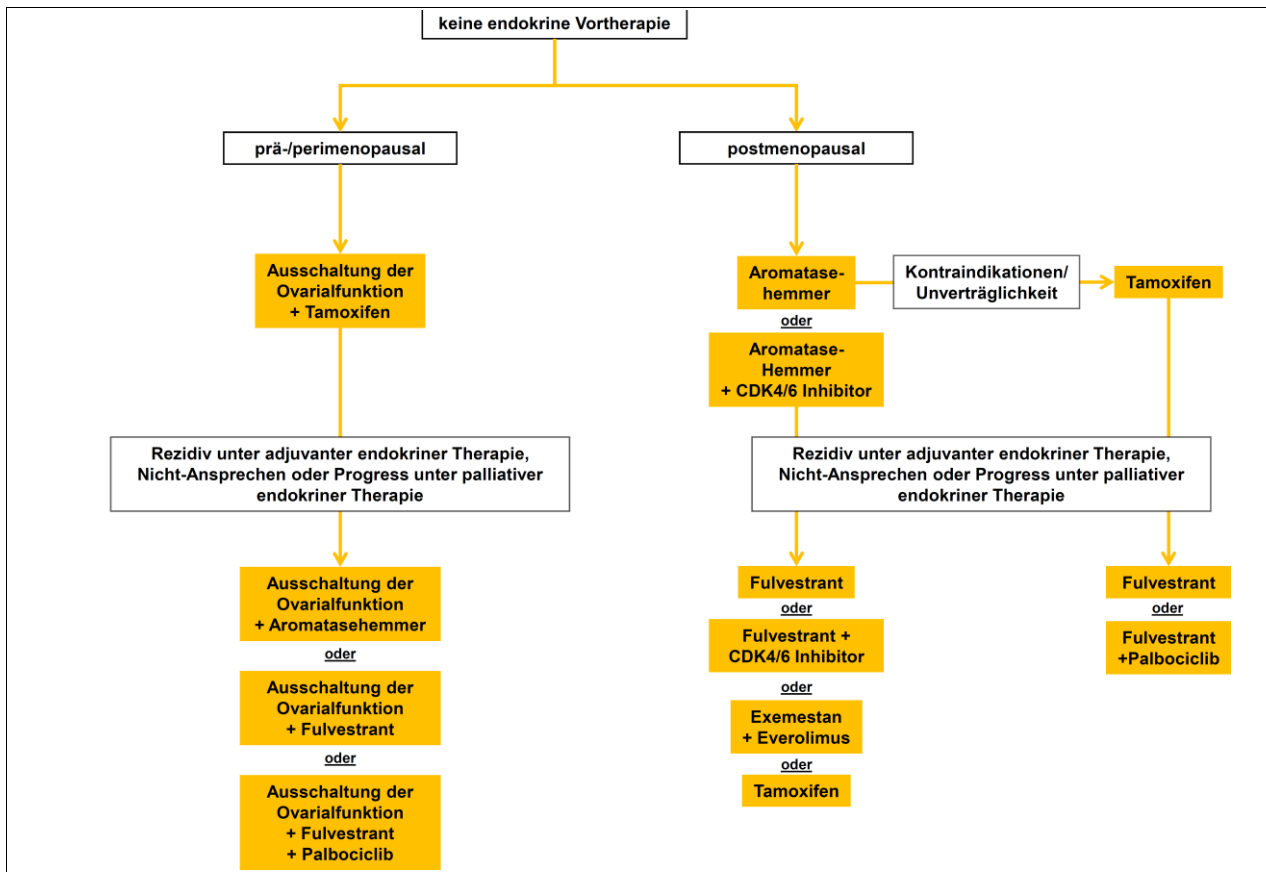 keine endokrine Vortherapie
prä-/perimenopausal
postmenopausal
Ausschaltung der
Ovarialfunktion
+ Tamoxifen
Aromatase-
hemmer
Kontraindikationen/
Unverträglichkeit
Tamoxifen
oder
Aromatase-
Hemmer
+ CDK4/6 Inhibitor
Rezidiv unter adjuvanter endokriner Therapie,
Nicht-Ansprechen oder Progress unter palliativer
endokriner Therapie
Rezidiv unter adjuvanter endokriner Therapie,
Nicht-Ansprechen oder Progress unter palliativer
endokriner Therapie
Ausschaltung der
Ovarialfunktion
+ Aromatasehemmer
oder
Ausschaltung der
Ovarialfunktion
+ Fulvestrant
oder
Ausschaltung der
Ovarialfunktion
+ Fulvestrant
+ Palbociclib
Fulvestrant
oder
Fulvestrant +
CDK4/6 Inhibitor
oder
Exemestan
+ Everolimus
oder
Tamoxifen
Fulvestrant
oder
Fulvestrant
+Palbociclib